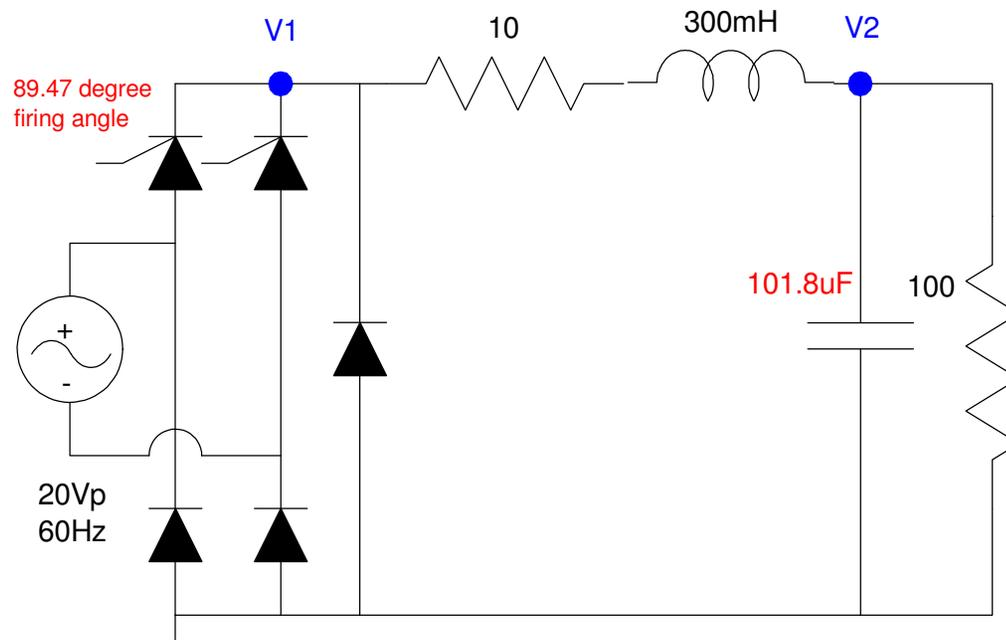 V1
10
300mH
V2
89.47 degree
firing angle
101.8uF
100
+
-
20Vp
60Hz